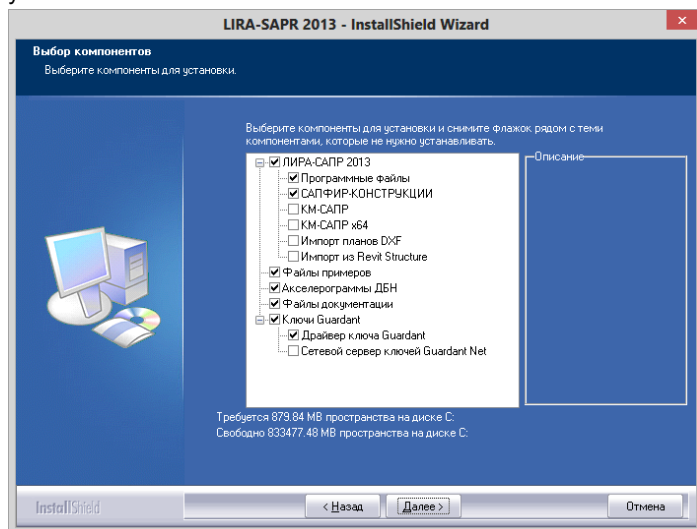 LIRA-SAPR 2013 - InstallShield Wizard
Выбор компонентов
Выберите компоненты для установки.
Выберите компоненты для установки и снимите флажок рядом с теми
компонентами, которые не нужно устанавливать.
ЛИРА-САПР 2013
Программные файлы
САПФИР-КОНСТРУКЦИИ
КМ-САПР
КМ-САПР x64
Импорт планов DXF
Импорт из Revit Structure
Файлы примеров
Акселерограммы ДБН
Файлы документации
Ключи Guardant
Драйвер ключа Guardant
Сетевой сервер ключей Guardant Net
Описание
Требуется 879.84 MB пространства на диске C:
Свободно 833477.48 MB пространства на диске C:
InstallShield
< Назад
Далее >
Отмена